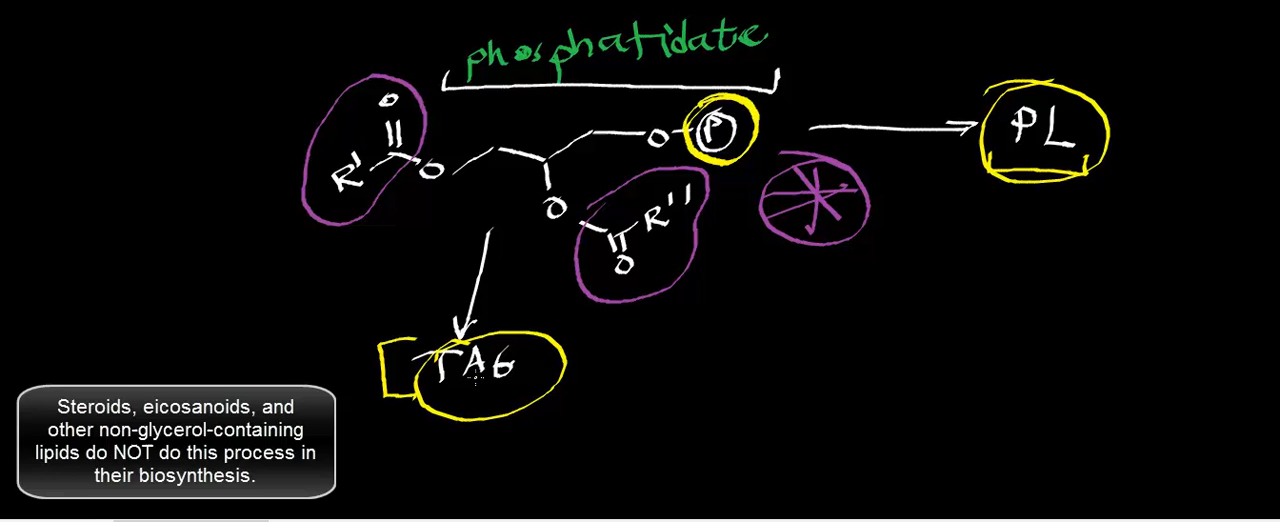 phosphatidate
O
R' O
O P
PL
O
R''
O
TAG
Steroids, eicosanoids, and
other non-glycerol-containing
lipids do NOT do this process in
their biosynthesis.